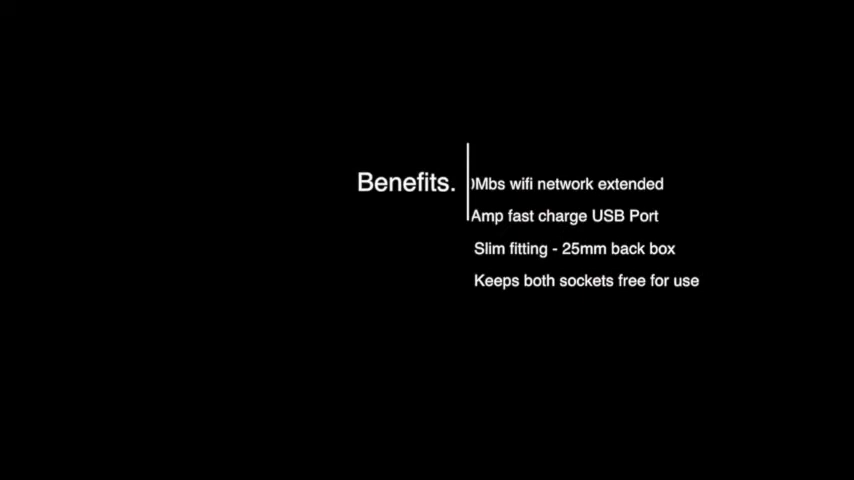 Benefits.
Mbs wifi network extended
Amp fast charge USB Port
Slim fitting - 25mm back box
Keeps both sockets free for use